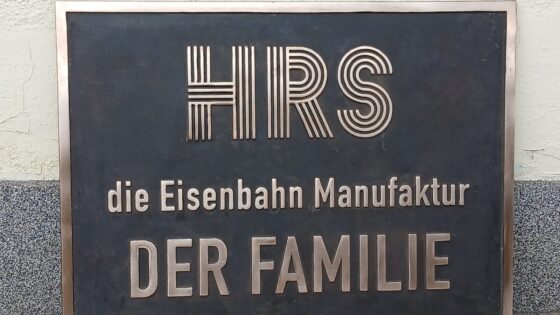 HRS
die Eisenbahn Manufaktur
DER FAMILIE